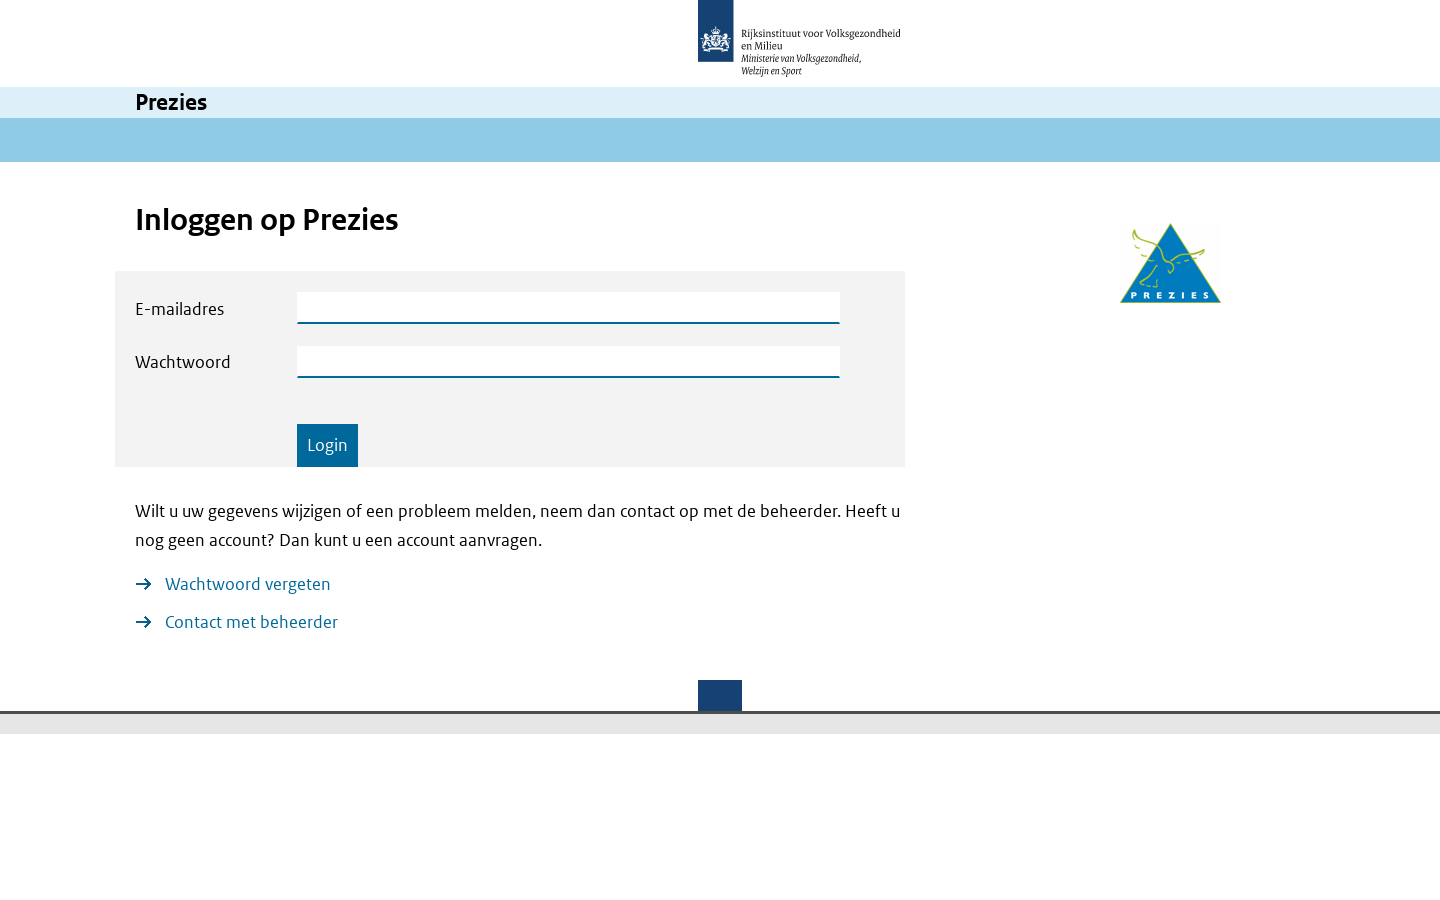 Rijksinstituut voor Volksgezondheid
en Milieu
Ministerie van Volksgezondheid,
Welzijn en Sport
Prezies
Inloggen op Prezies
PREZIES
E-mailadres
Wachtwoord
Login
Wilt u uw gegevens wijzigen of een probleem melden, neem dan contact op met de beheerder. Heeft u
nog geen account? Dan kunt u een account aanvragen.
Wachtwoord vergeten
Contact met beheerder